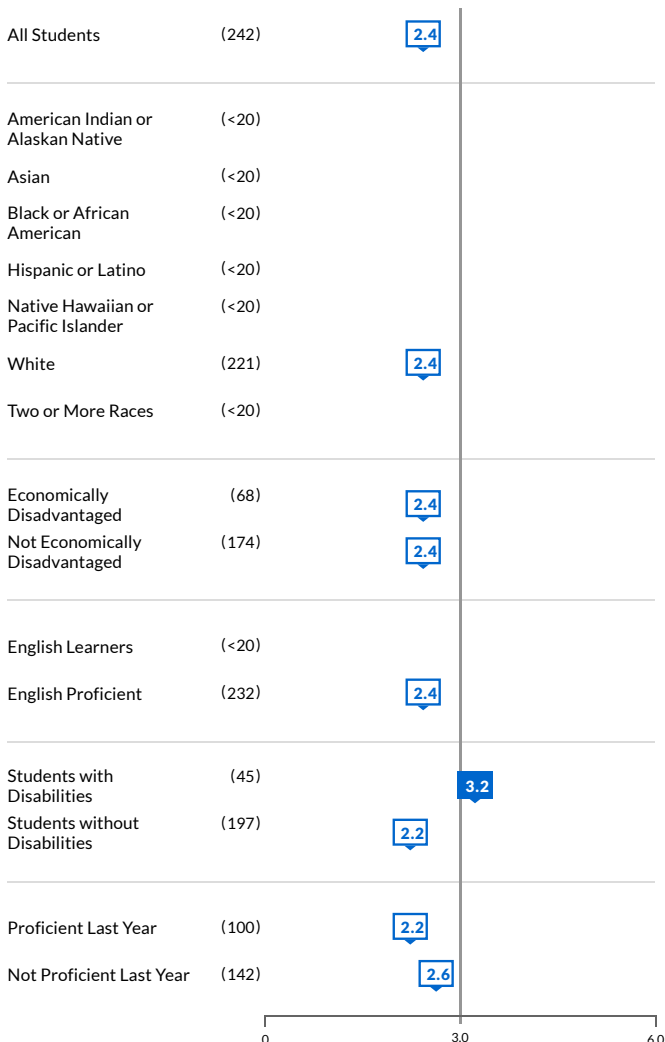 All Students (242) 2.4
American Indian or (<20)
Alaskan Native
Asian (<20)
Black or African (<20)
American
Hispanic or Latino (<20)
Native Hawaiian or (<20)
Pacific Islander
White (221) 2.4
Two or More Races (<20)
Economically (68) 2.4
Disadvantaged
Not Economically (174) 2.4
Disadvantaged
English Learners (<20)
English Proficient (232) 2.4
Students with (45) 3.2
Disabilities
Students without (197) 2.2
Disabilities
Proficient Last Year (100) 2.2
Not Proficient Last Year (142) 2.6
0 3.0 6.0